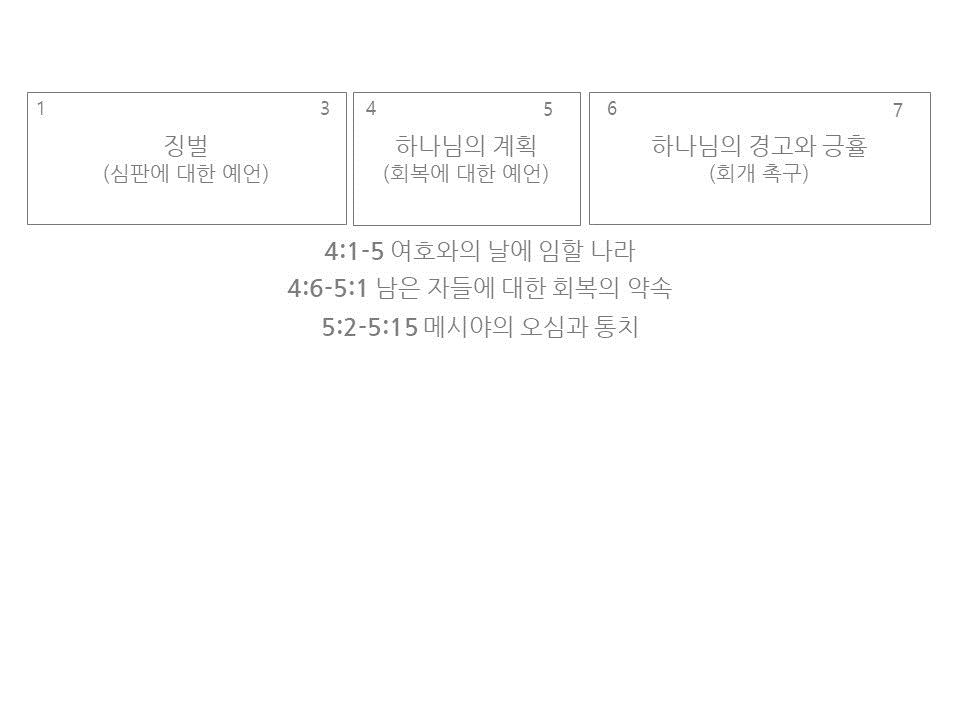 1 3
징벌
(심판에 대한 예언)
4 5
하나님의 계획
(회복에 대한 예언)
6 7
하나님의 경고와 긍휼
(회개 촉구)
4:1-5 여호와의 날에 임할 나라
4:6-5:1 남은 자들에 대한 회복의 약속
5:2-5:15 메시야의 오심과 통치